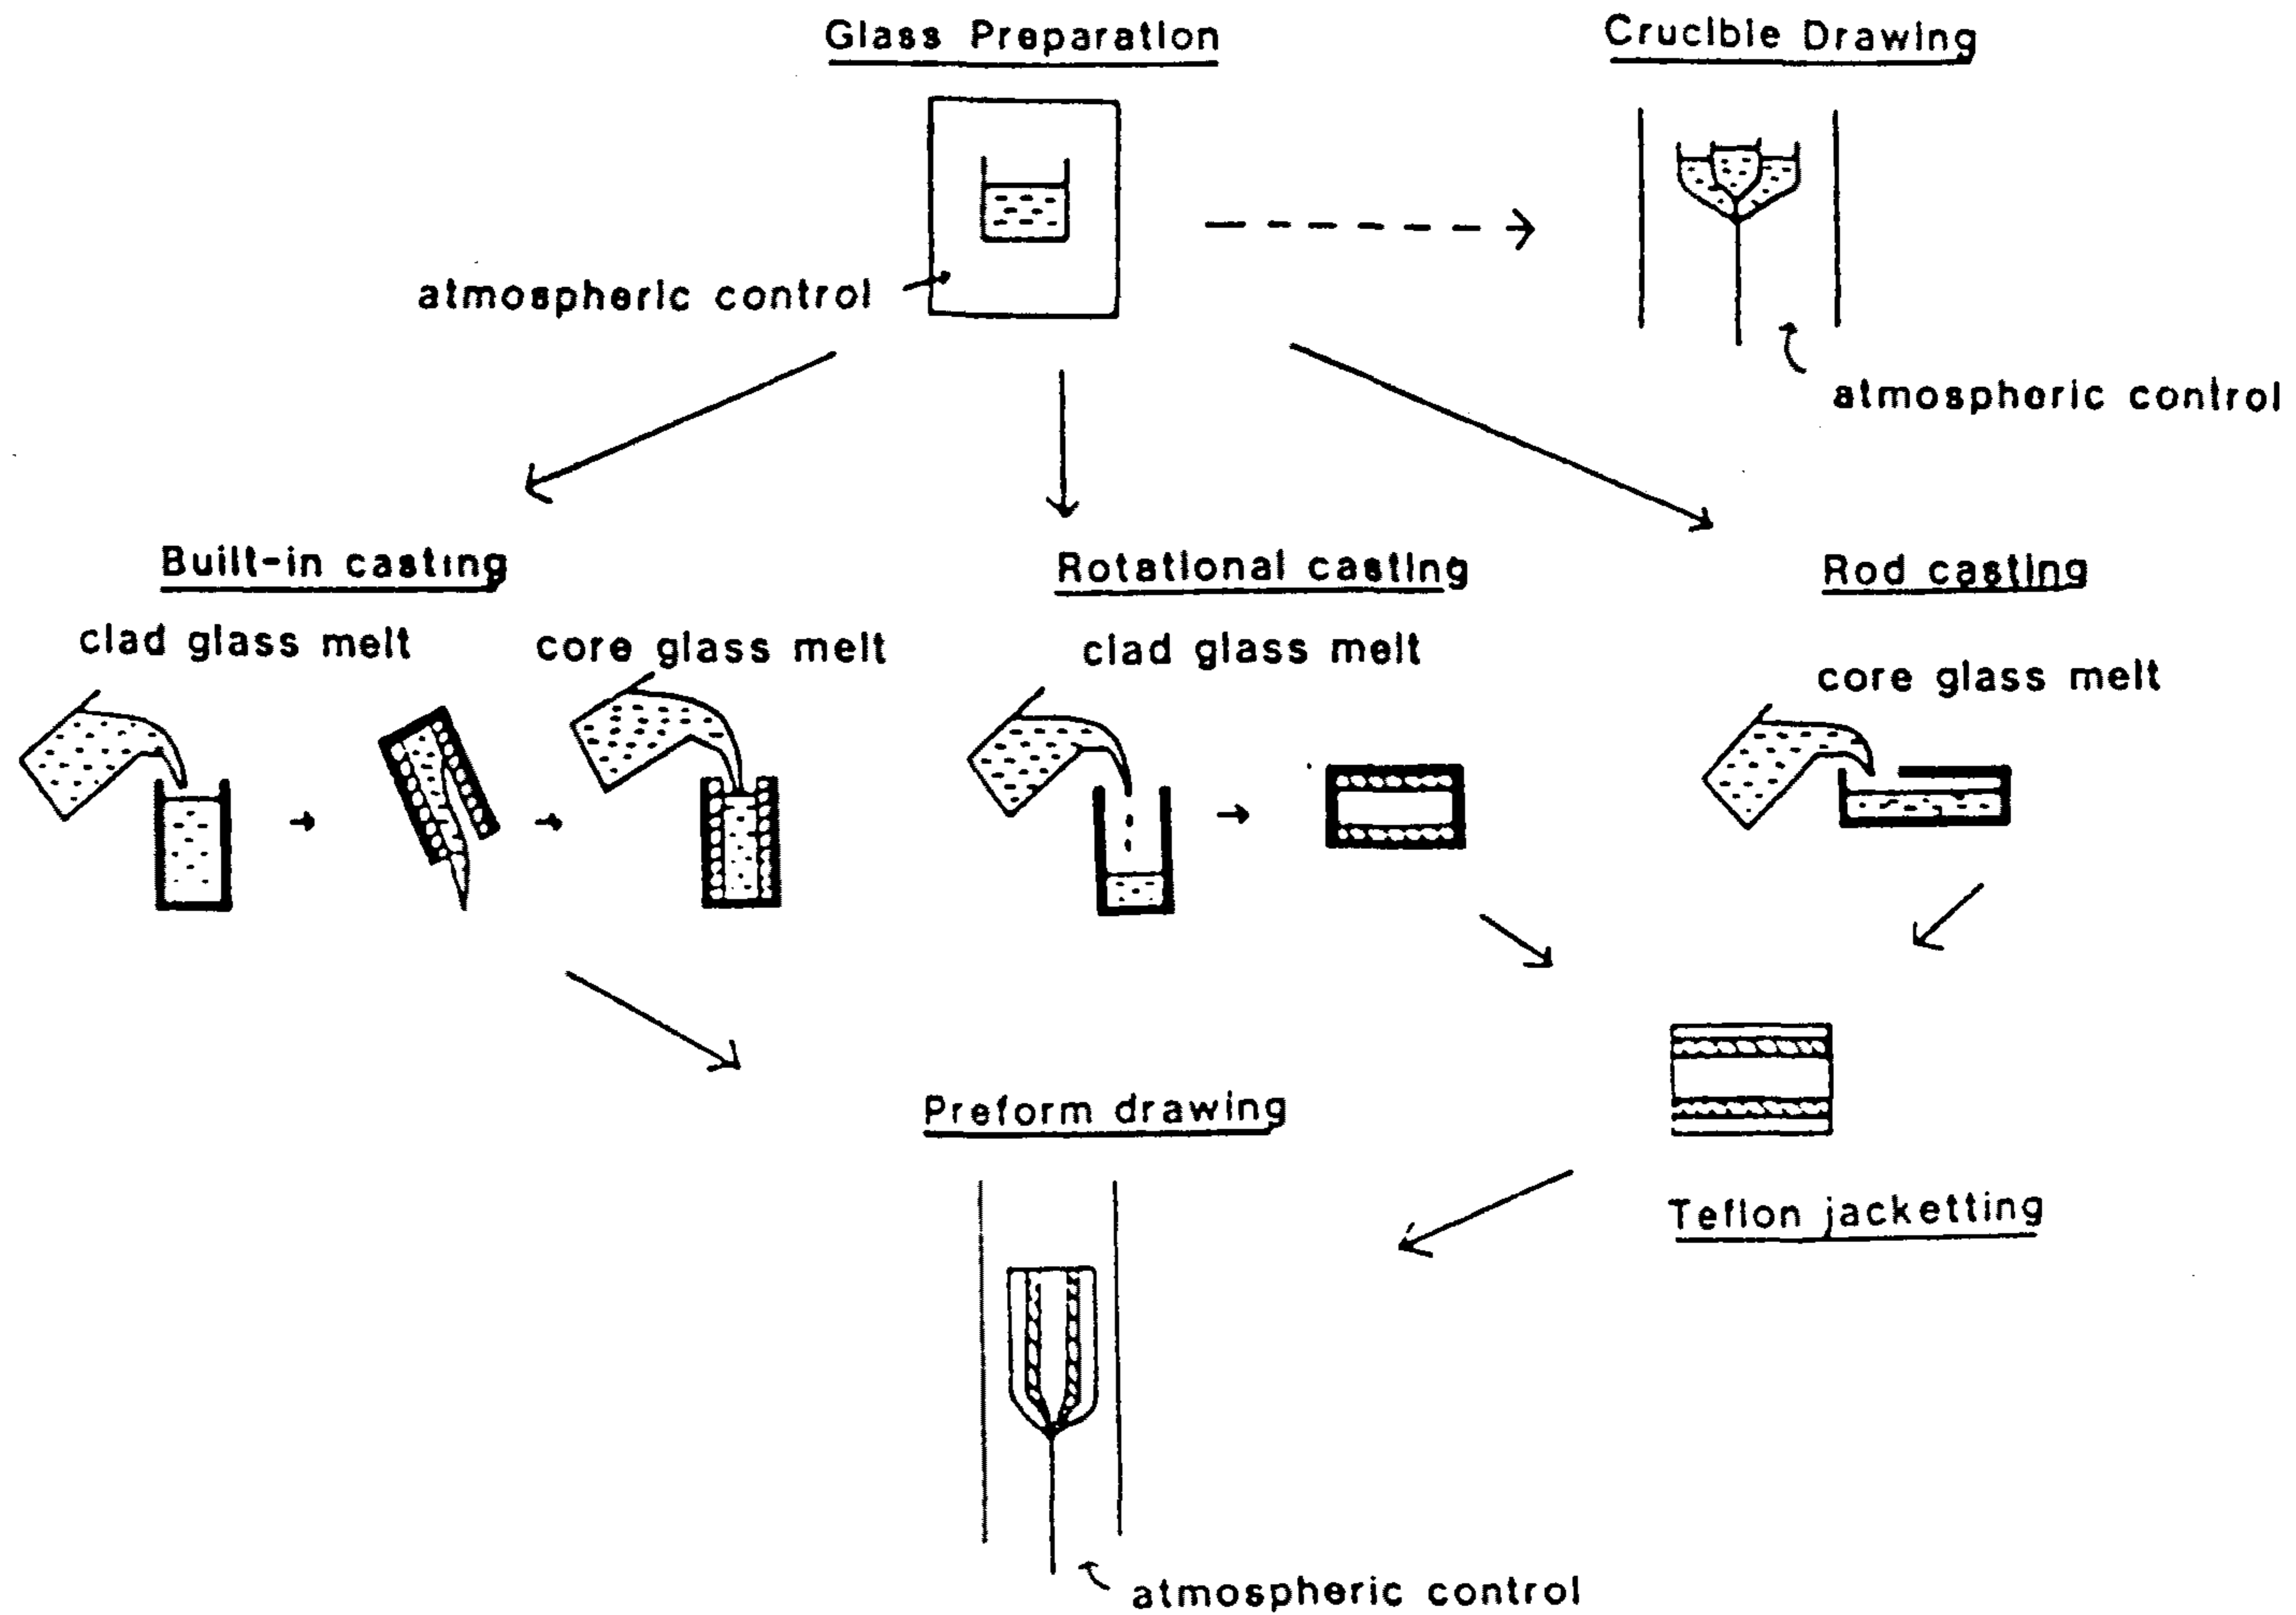 Glass Preparation
Crucible Drawing
atmospheric control
atmospheric control
Built-in casting
Rotational casting
Rod casting
clad glass melt
core glass melt
clad glass melt
core glass melt
Preform drawing
Teflon jacketting
atmospheric control